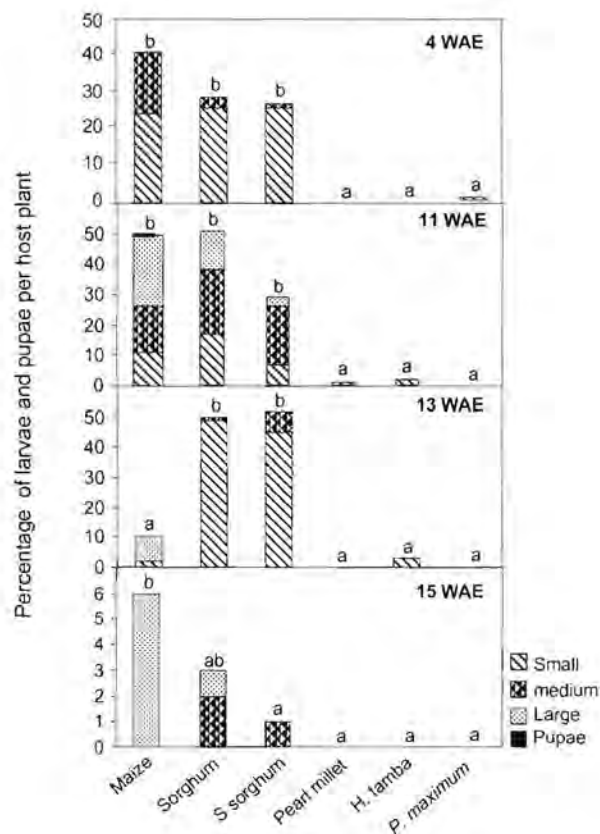 Percentage of larvae and pupae per host plant
4 WAE
50
40
30
20
10
0
b
b
b
a
a
a
11 WAE
50
40
30
20
10
0
b
b
b
a
a
a
13 WAE
50
40
30
20
10
0
a
b
b
a
a
a
15 WAE
6
5
4
3
2
1
0
b
ab
a
a
a
a
Maize
Sorghum
S sorghum
Pearl millet
H. tamba
P. maximum
Small
medium
Large
Pupae